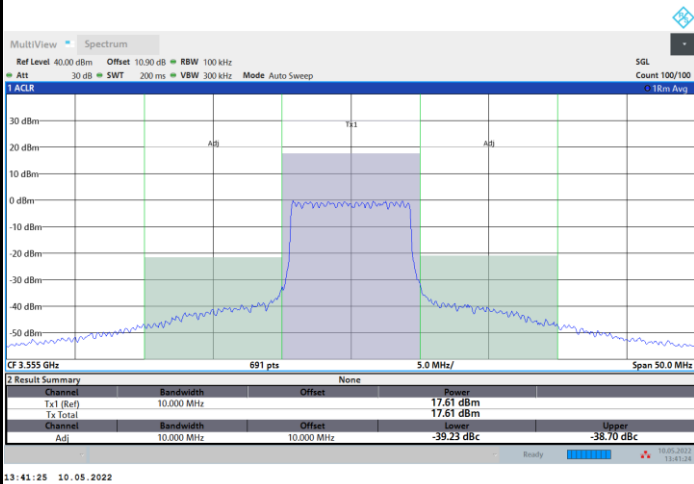 MultiView Spectrum
Ref Level 40.00 dBm Offset 10.90 dB RBW 100 kHz SGL
Att 30 dB SWT 200 ms VBW 300 kHz Mode Auto Sweep Count 100/100
1 ACLR 1Rm Avg
30 dBm
Tx1
20 dBm
Adj Adj
10 dBm
0 dBm
-10 dBm
-20 dBm
-30 dBm
-40 dBm
-50 dBm
CF 3.555 GHz 691 pts 5.0 MHz/ Span 50.0 MHz
2 Result Summary None
Channel Bandwidth Offset Power
Tx1 (Ref) 10.000 MHz 17.61 dBm
Tx Total 17.61 dBm
Channel Bandwidth Offset Lower Upper
Adj 10.000 MHz 10.000 MHz -39.23 dBc -38.70 dBc
Ready 10.05.2022
13:41:24
13:41:25 10.05.2022